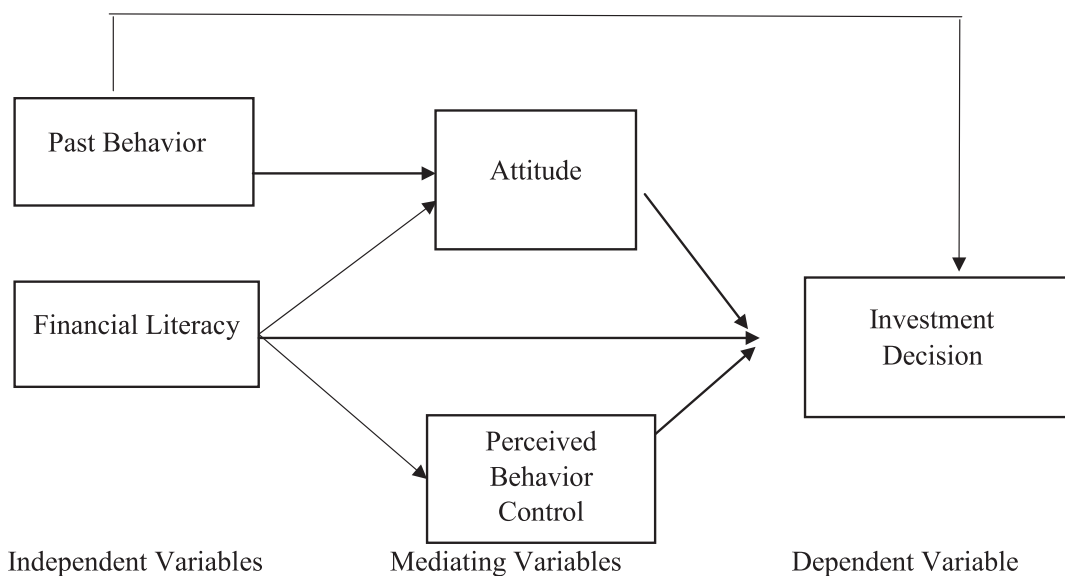 Past Behavior
Attitude
Financial Literacy
Investment
Decision
Perceived
Behavior
Control
Independent Variables
Mediating Variables
Dependent Variable